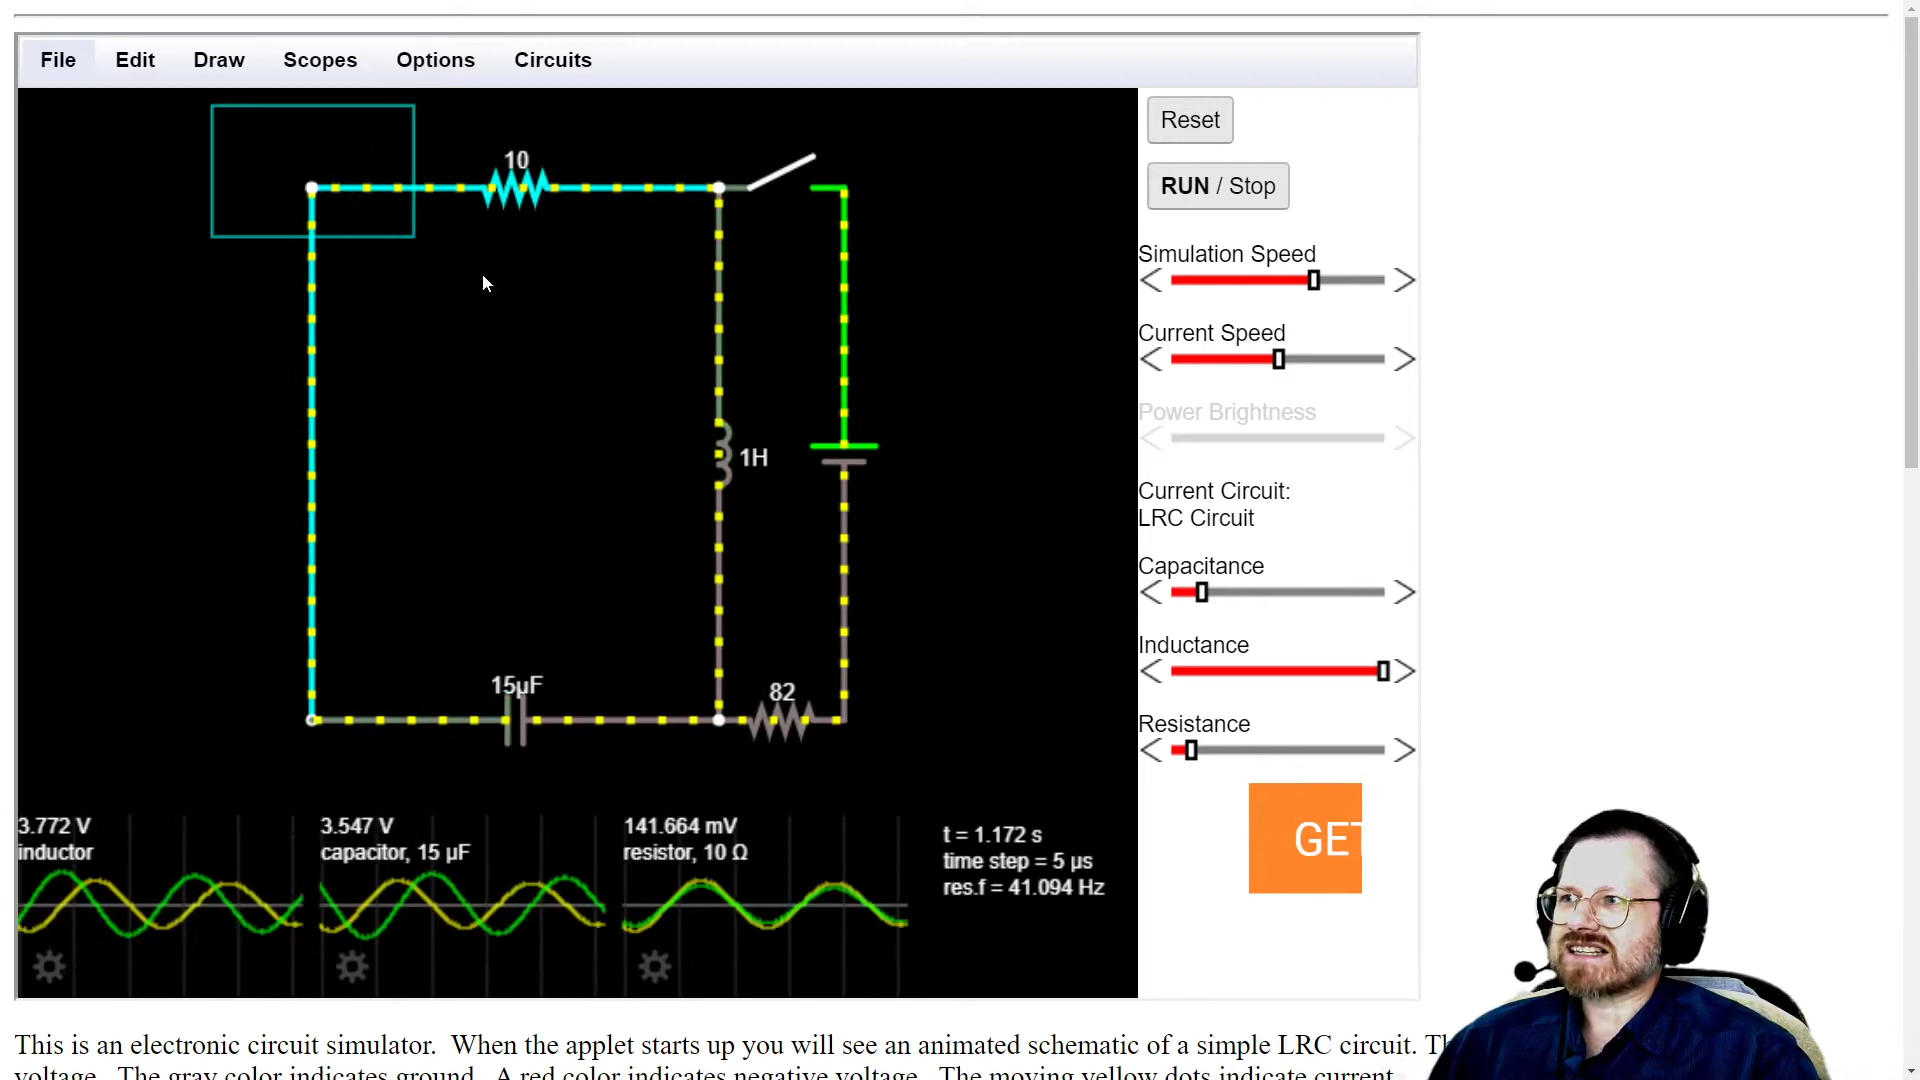 File Edit Draw Scopes Options Circuits
Reset
RUN / Stop
Simulation Speed
Current Speed
Power Brightness
Current Circuit:
LRC Circuit
Capacitance
Inductance
Resistance
GET
10
1H
15µF
82
3.772 V
inductor
3.547 V
capacitor, 15 µF
141.664 mV
resistor, 10 Ω
t = 1.172 s
time step = 5 µs
res.f = 41.094 Hz
This is an electronic circuit simulator. When the applet starts up you will see an animated schematic of a simple LRC circuit.
voltage. The gray color indicates ground. A red color indicates negative voltage. The moving yellow dots indicate current.